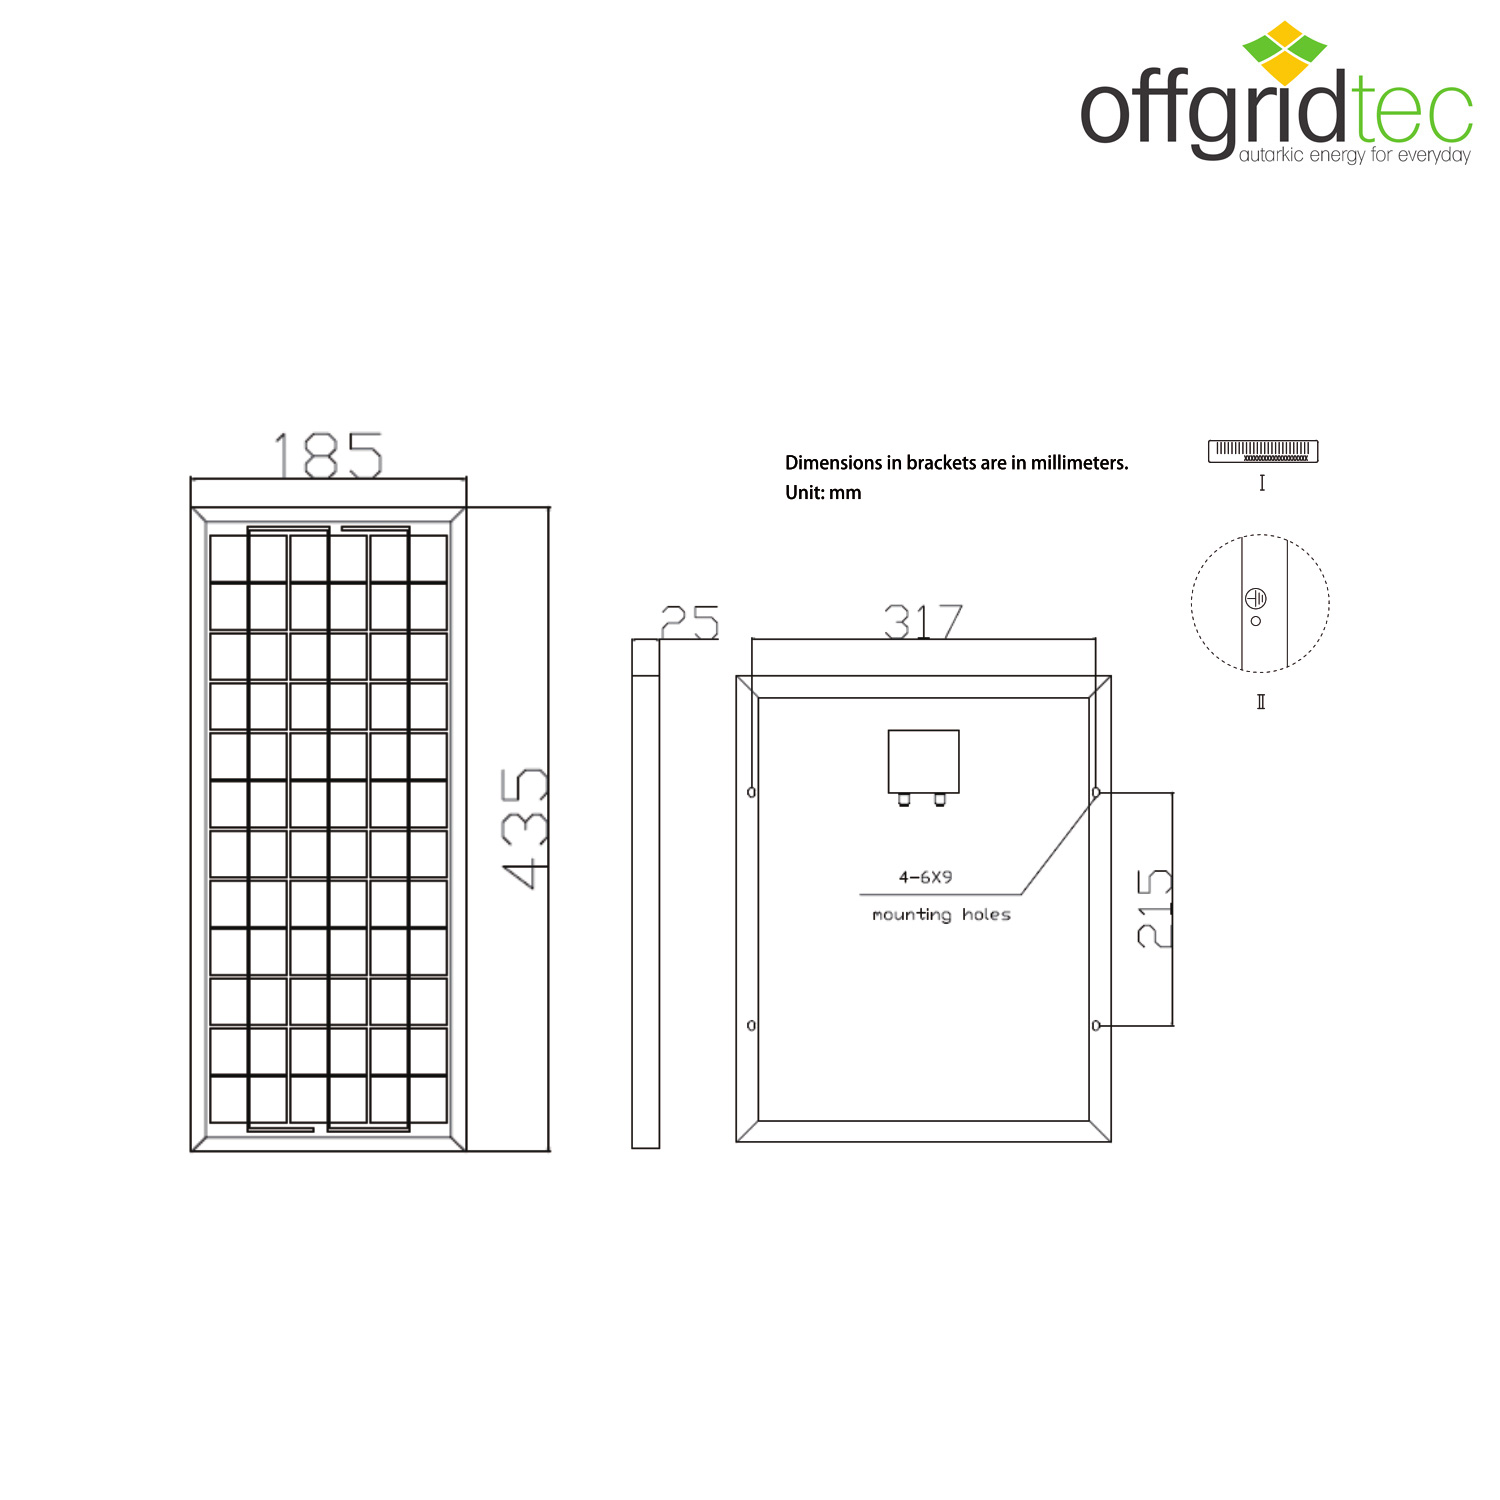 offgridtec
autarkic energy for everyday
185
Dimensions in brackets are in millimeters.
Unit: mm
I
II
25
317
435
4-6X9
mounting holes
215